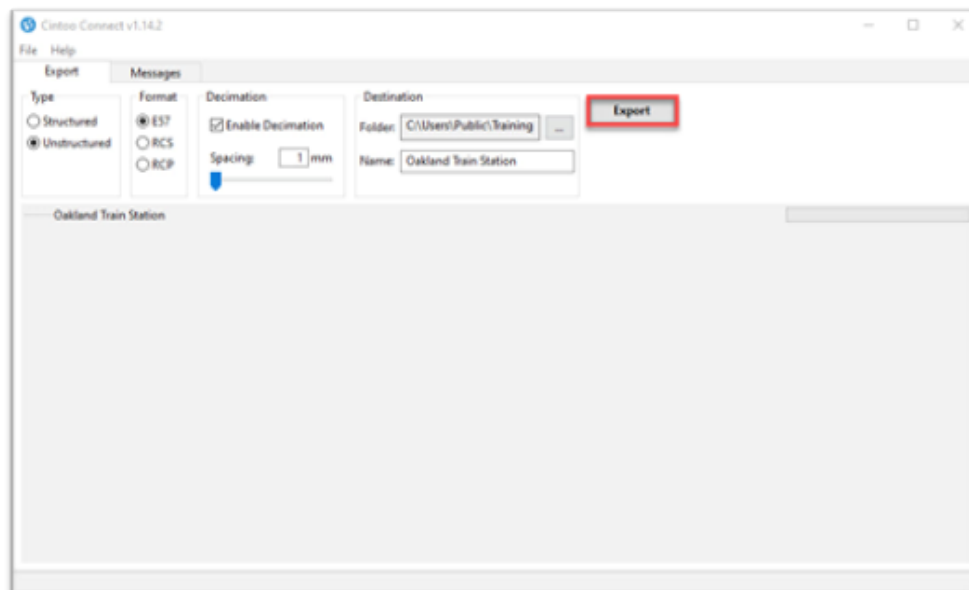 Cintoo Connect v1.14.2
File Help
Export Messages
Type Format Decimation Destination
Structured E57 Enable Decimation Folder: C:\Users\Public\Training ... Export
Unstructured RCS
RCP Spacing: 1 mm Name: Oakland Train Station
Oakland Train Station